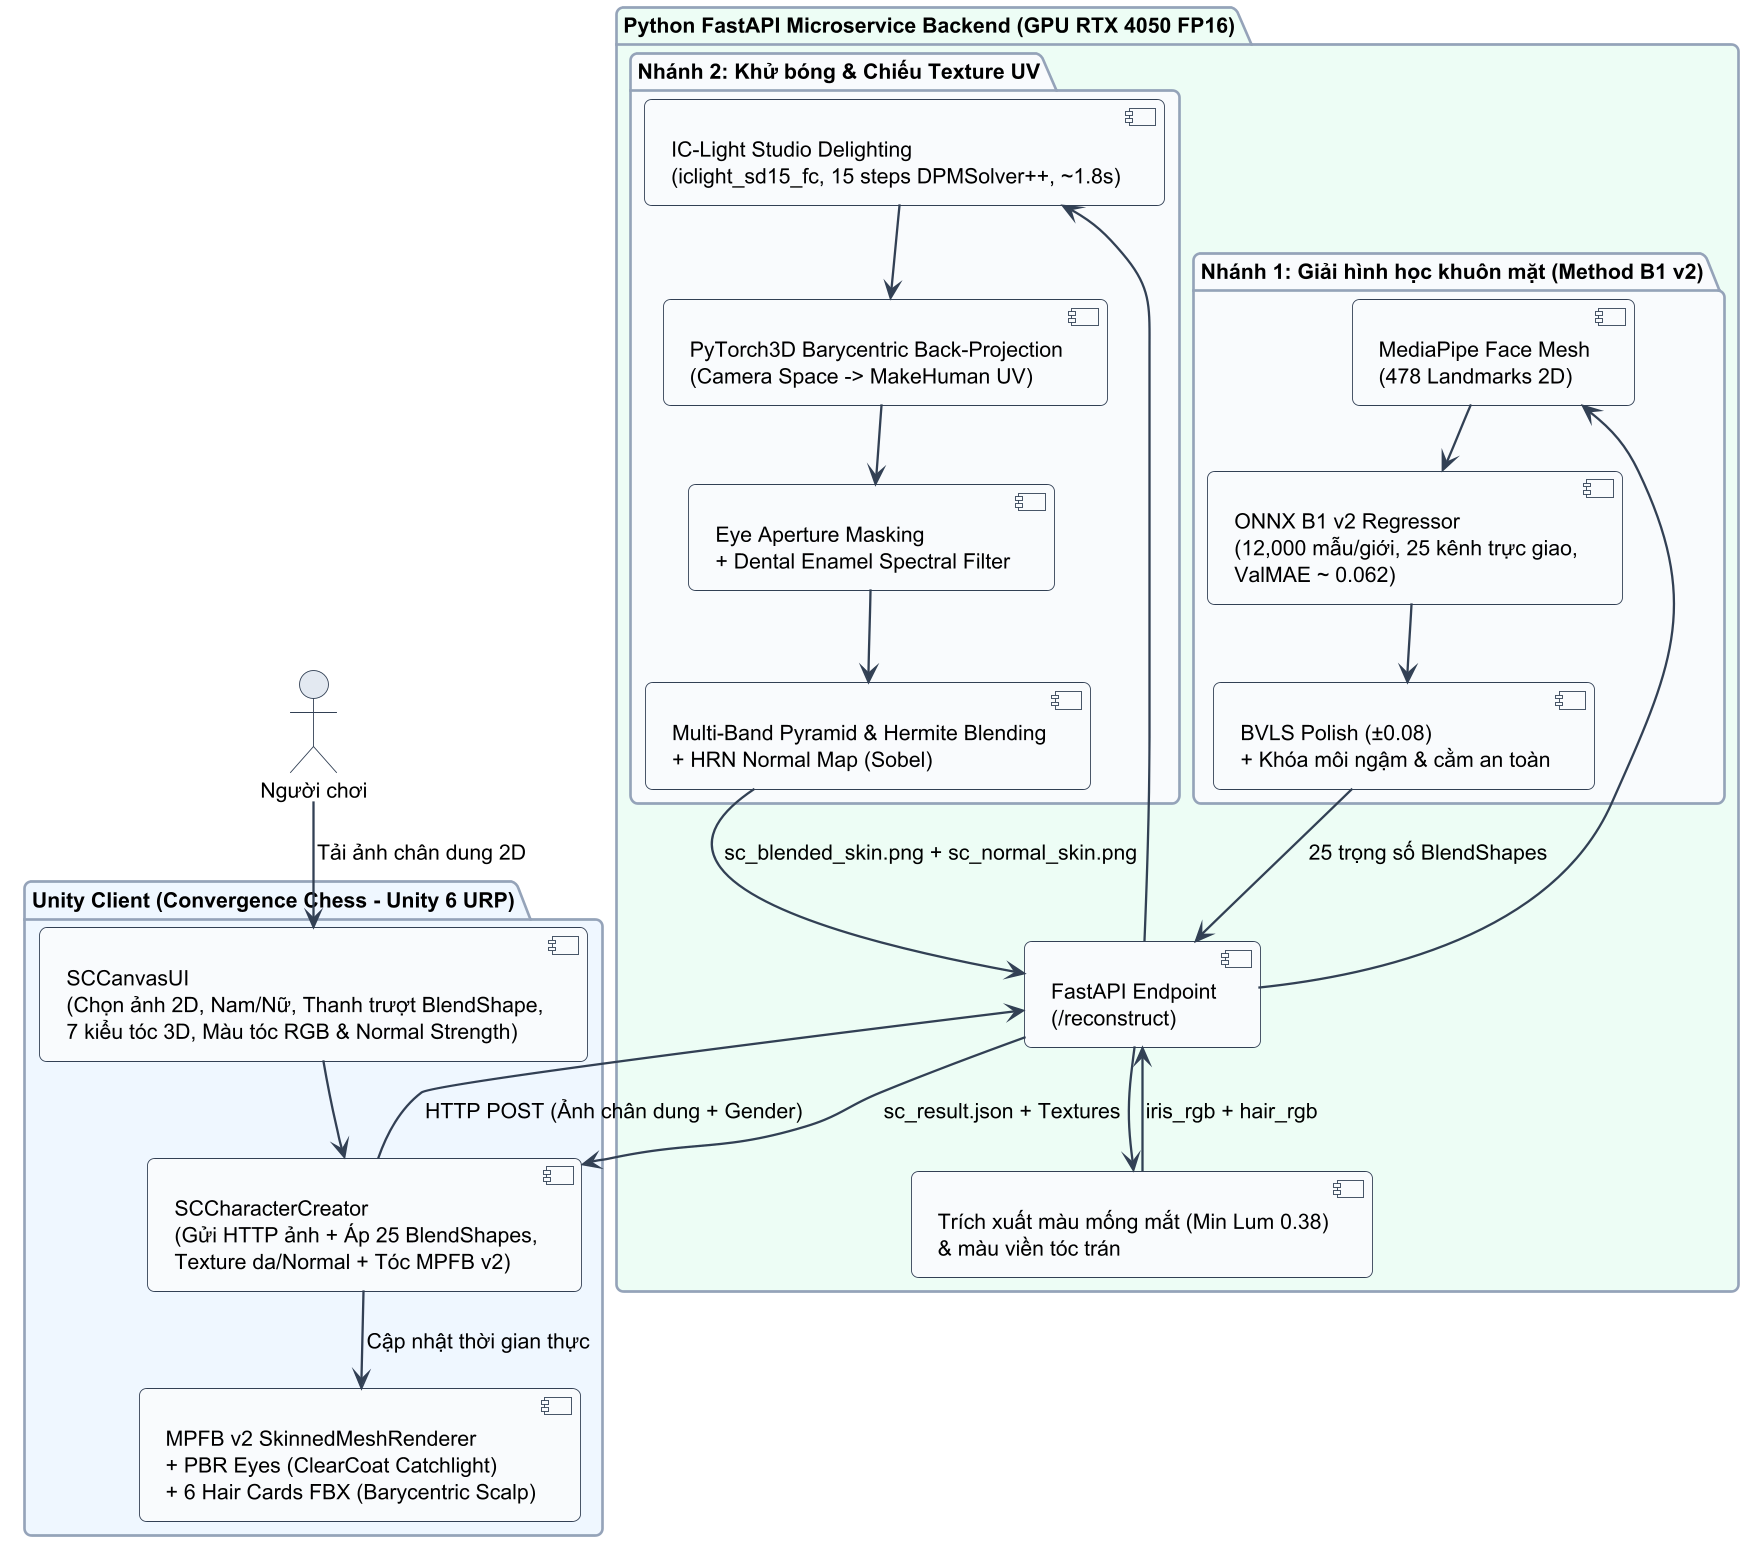 Python FastAPI Microservice Backend (GPU RTX 4050 FP16)
Nhánh 2: Khử bóng & Chiếu Texture UV
IC-Light Studio Delighting
(iclight_sd15_fc, 15 steps DPMSolver++, ~1.8s)
PyTorch3D Barycentric Back-Projection
(Camera Space -> MakeHuman UV)
Eye Aperture Masking
+ Dental Enamel Spectral Filter
Multi-Band Pyramid & Hermite Blending
+ HRN Normal Map (Sobel)
Nhánh 1: Giải hình học khuôn mặt (Method B1 v2)
MediaPipe Face Mesh
(478 Landmarks 2D)
ONNX B1 v2 Regressor
(12,000 mẫu/giới, 25 kênh trực giao,
ValMAE ~ 0.062)
BVLS Polish (±0.08)
+ Khóa môi ngậm & cằm an toàn
Người chơi
Tải ảnh chân dung 2D
sc_blended_skin.png + sc_normal_skin.png
25 trọng số BlendShapes
Unity Client (Convergence Chess - Unity 6 URP)
SCCanvasUI
(Chọn ảnh 2D, Nam/Nữ, Thanh trượt BlendShape,
7 kiểu tóc 3D, Màu tóc RGB & Normal Strength)
FastAPI Endpoint
(/reconstruct)
HTTP POST (Ảnh chân dung + Gender)
sc_result.json + Textures
iris_rgb + hair_rgb
SCCharacterCreator
(Gửi HTTP ảnh + Áp 25 BlendShapes,
Texture da/Normal + Tóc MPFB v2)
Trích xuất màu mống mắt (Min Lum 0.38)
& màu viền tóc trán
Cập nhật thời gian thực
MPFB v2 SkinnedMeshRenderer
+ PBR Eyes (ClearCoat Catchlight)
+ 6 Hair Cards FBX (Barycentric Scalp)